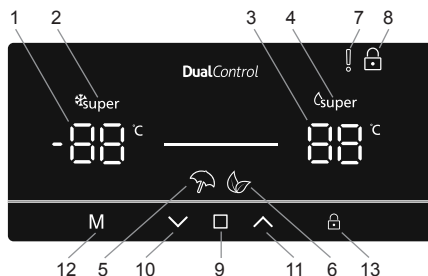 1 2 3 4 7 8
DualControl
super super
-88 °C 88 °C
M
12 5 10 9 11 6 13